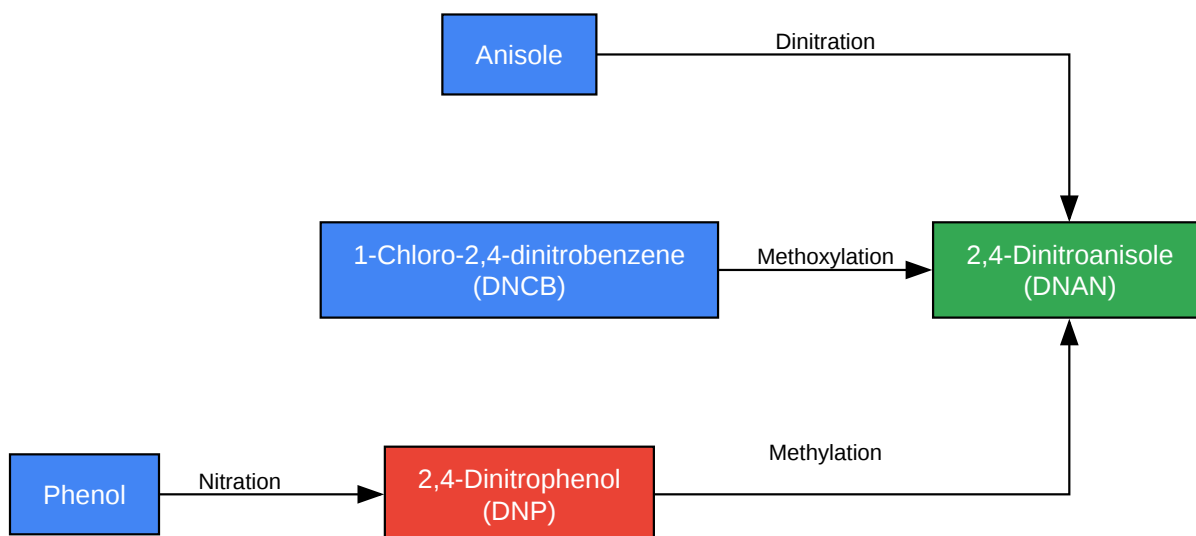 Anisole
Dinitration
1-Chloro-2,4-dinitrobenzene
(DNCB)
Methoxylation
2,4-Dinitroanisole
(DNAN)
Phenol
Nitration
2,4-Dinitrophenol
(DNP)
Methylation